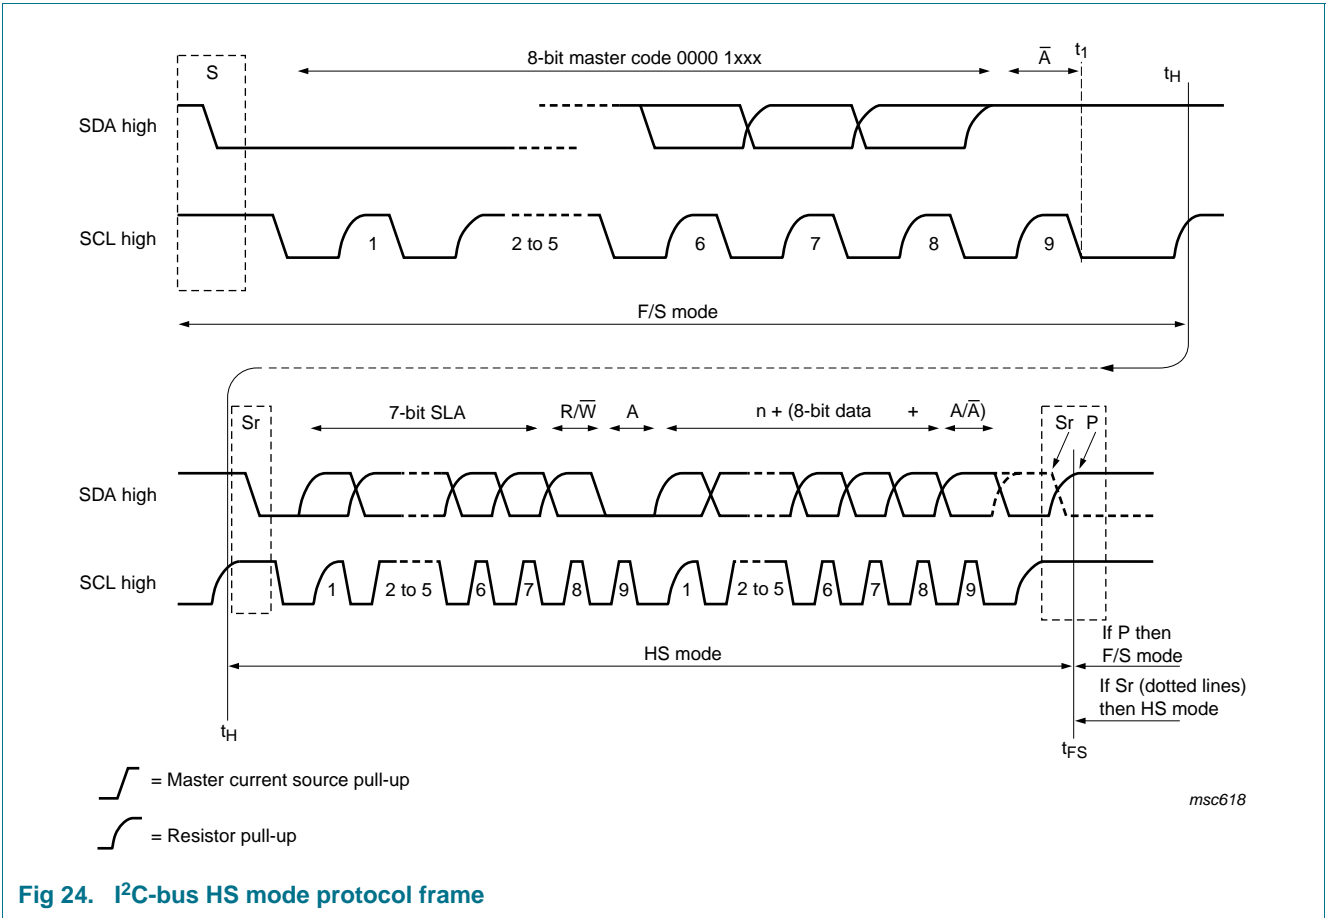 8-bit master code 0000 1xxx
A̅
t1
tH
S
SDA high
SCL high
1
2 to 5
6
7
8
9
F/S mode
7-bit SLA
R/W̅
A
n + (8-bit data + A/A̅)
Sr
Sr P
SDA high
SCL high
1
2 to 5
6
7
8
9
1
2 to 5
6
7
8
9
If P then
F/S mode
HS mode
If Sr (dotted lines)
then HS mode
tH
tFS
= Master current source pull-up
= Resistor pull-up
msc618
Fig 24. I²C-bus HS mode protocol frame